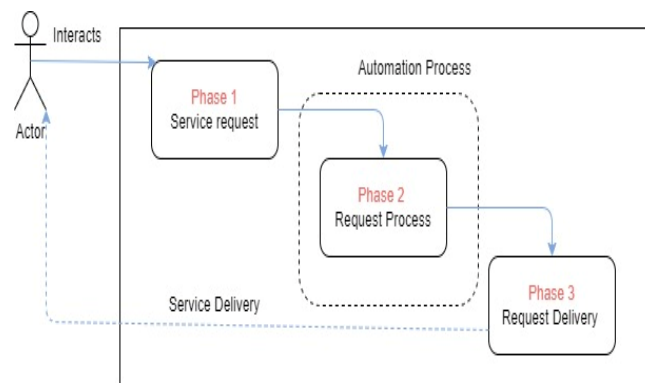 Interacts
Actor
Phase 1
Service request
Automation Process
Phase 2
Request Process
Phase 3
Request Delivery
Service Delivery